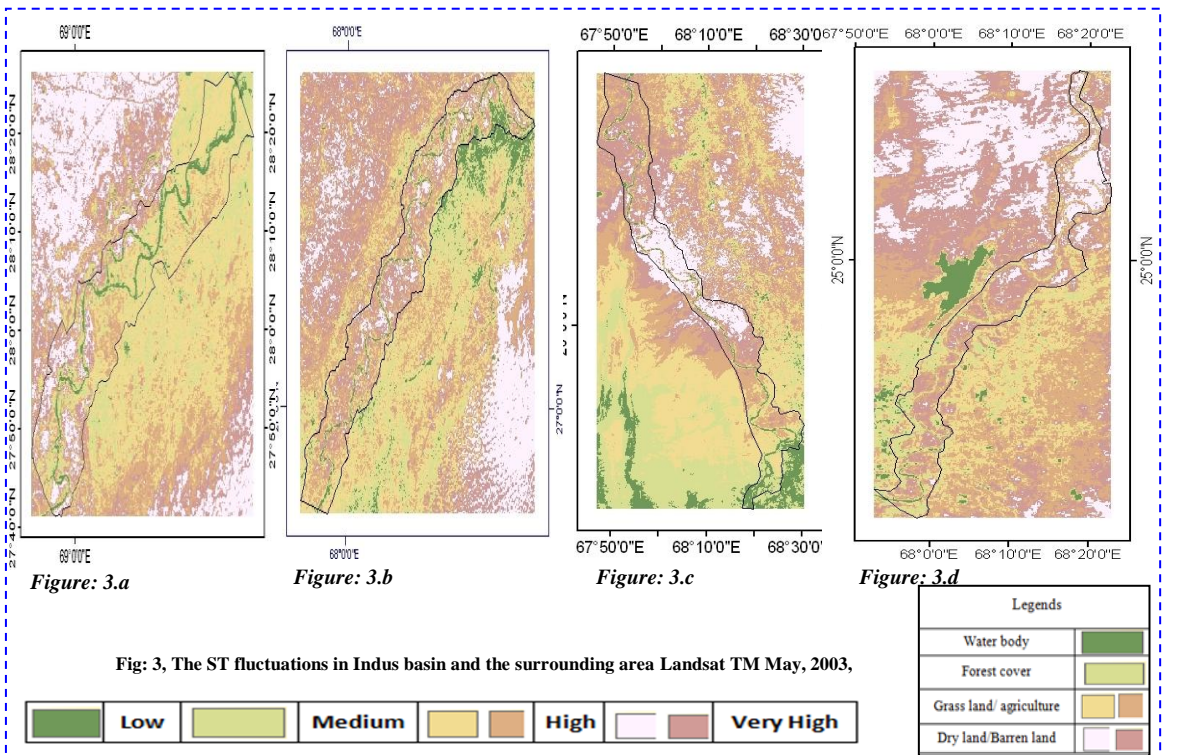 69°0'0"E
68°0'0"E
67°50'0"E 68°10'0"E 68°30'0
67°50'0"E 68°0'0"E 68°10'0"E 68°20'0"E
28°20'0"N
28°10'0"N
28°0'0"N
27°50'0"N
27°40'0"N
28°20'0"N
28°10'0"N
28°0'0"N
27°50'0"N
27°0'0"N
25°0'0"N
25°0'0"N
69°0'0"E
68°0'0"E
67°50'0"E 68°10'0"E 68°30'0
68°0'0"E 68°10'0"E 68°20'0"E
Figure: 3.a
Figure: 3.b
Figure: 3.c
Figure: 3.d
Legends
Water body
Forest cover
Grass land/ agriculture
Dry land/Barren land
Fig: 3, The ST fluctuations in Indus basin and the surrounding area Landsat TM May, 2003,
Low Medium High Very High